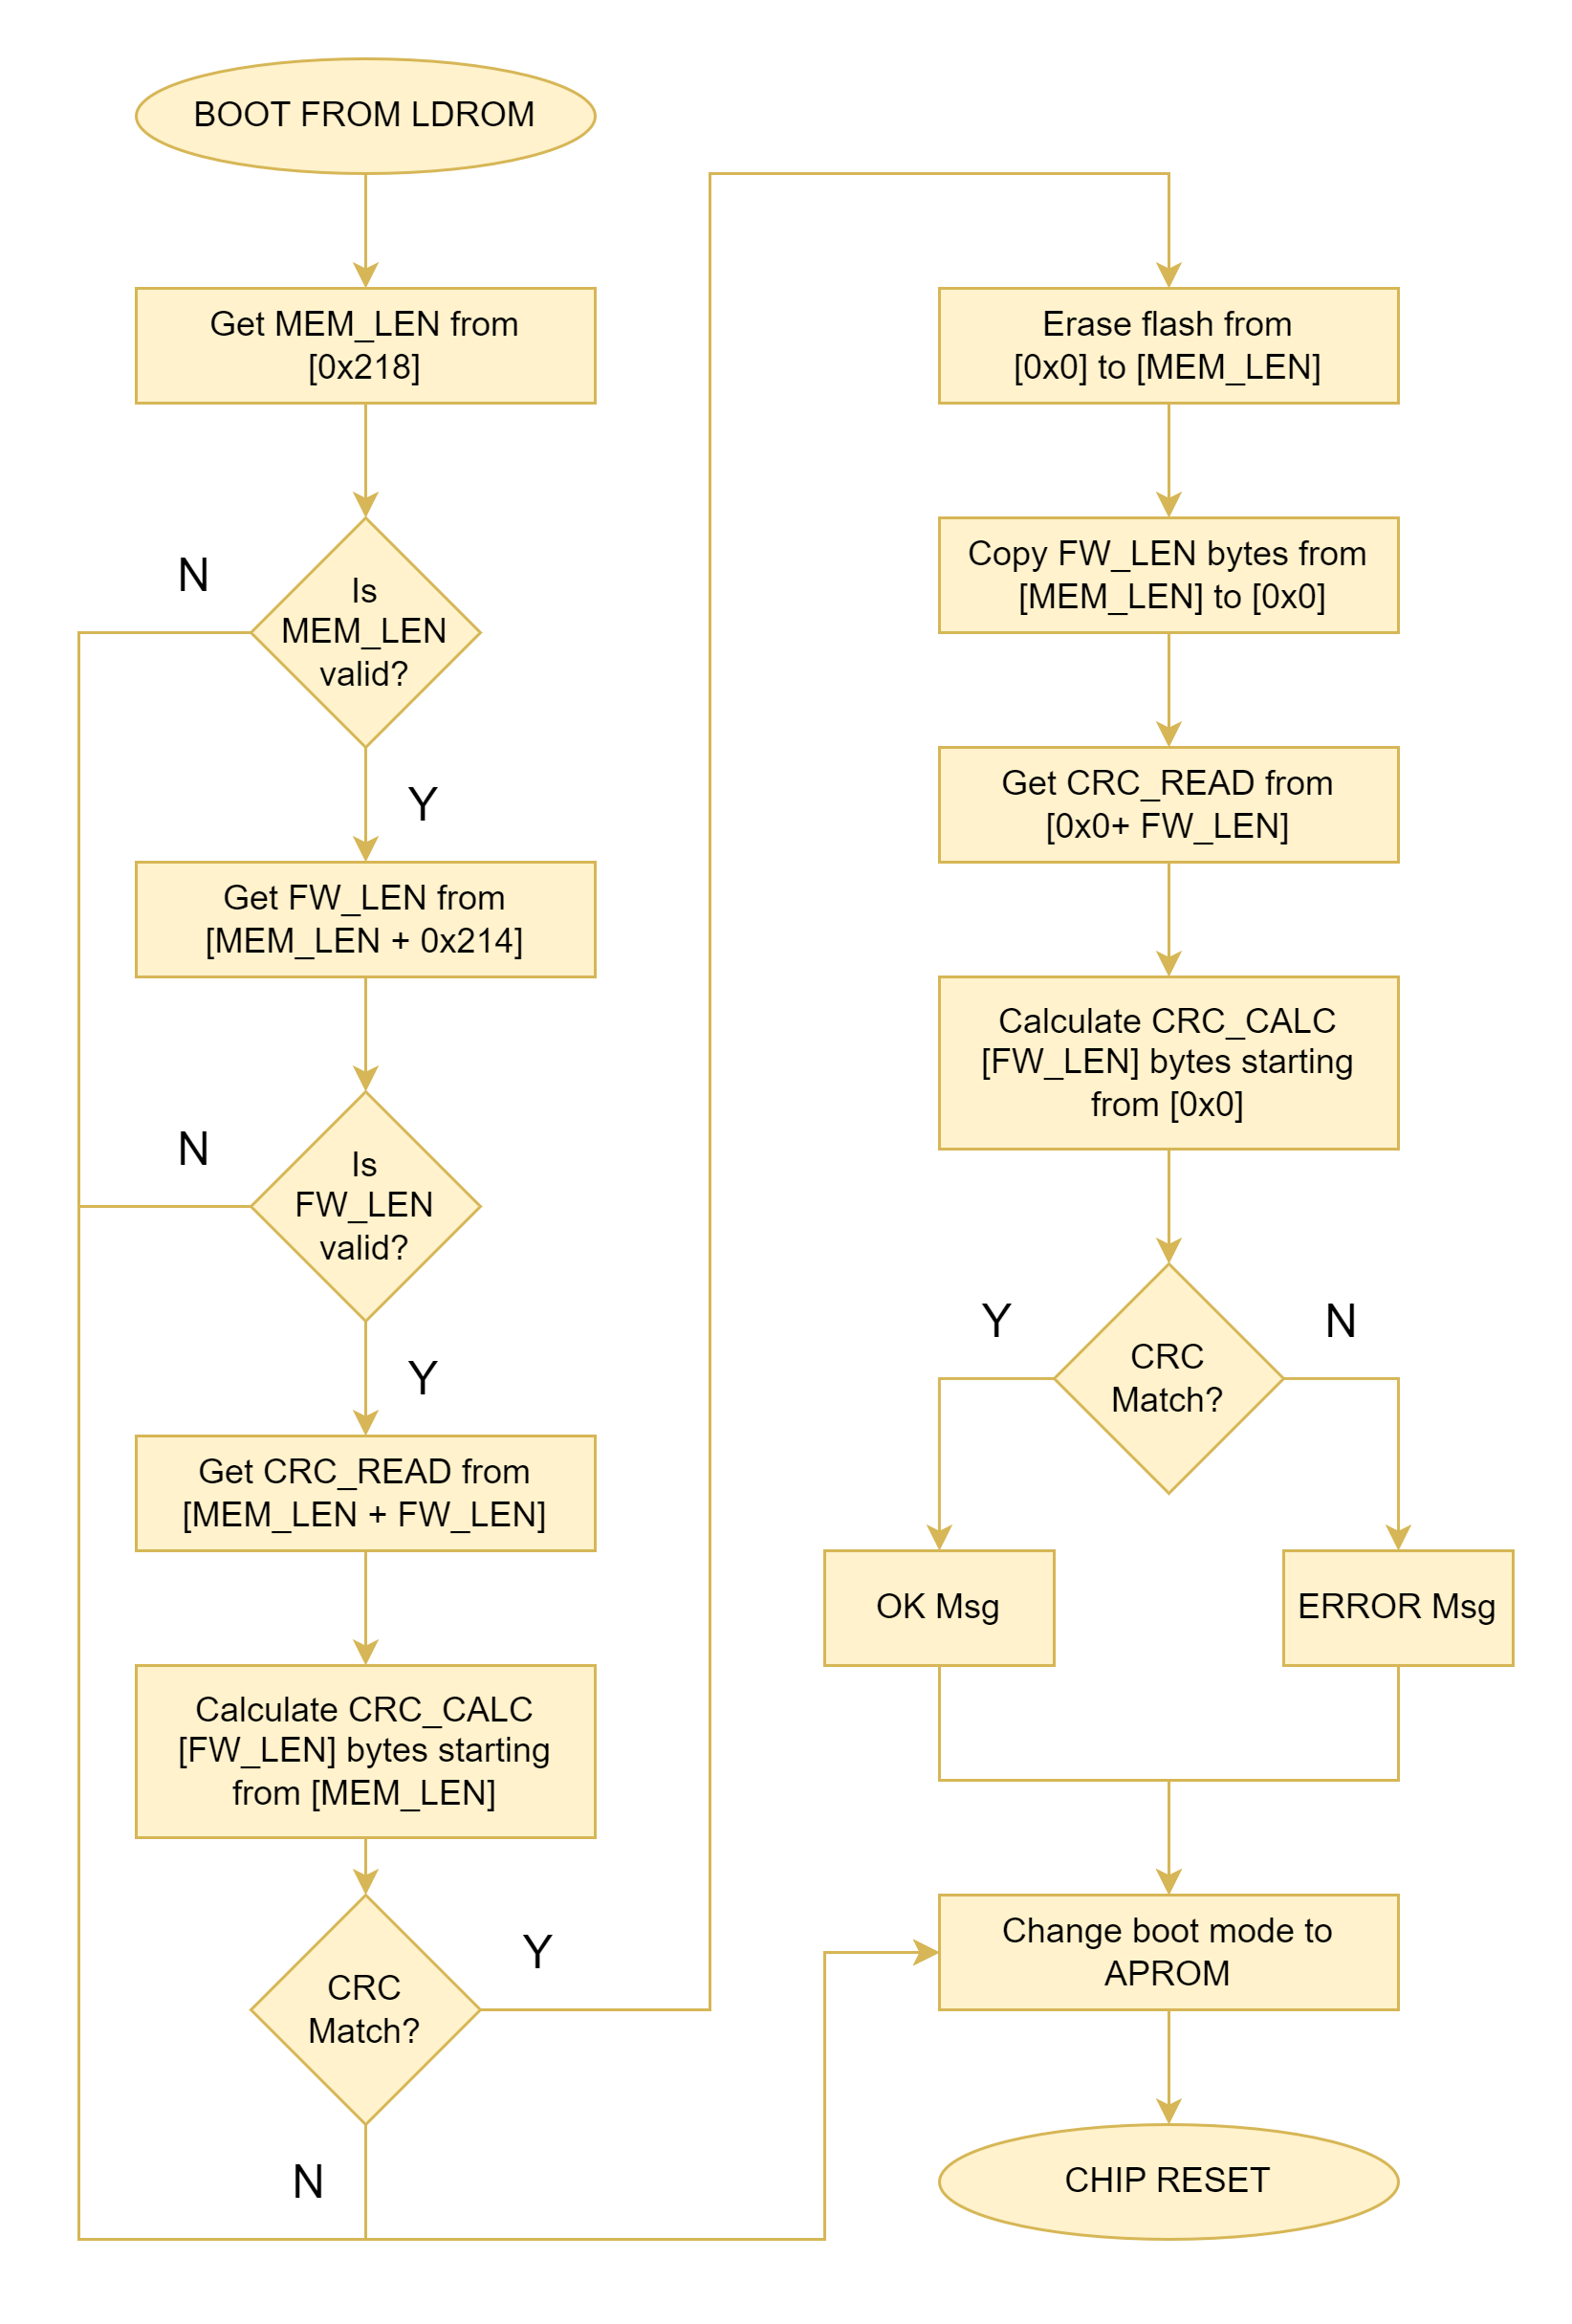 BOOT FROM LDROM
Get MEM_LEN from
[0x218]
N
Is
MEM_LEN
valid?
Y
Get FW_LEN from
[MEM_LEN + 0x214]
N
Is
FW_LEN
valid?
Y
Get CRC_READ from
[MEM_LEN + FW_LEN]
Calculate CRC_CALC
[FW_LEN] bytes starting
from [MEM_LEN]
Y
CRC
Match?
N
Erase flash from
[0x0] to [MEM_LEN]
Copy FW_LEN bytes from
[MEM_LEN] to [0x0]
Get CRC_READ from
[0x0+ FW_LEN]
Calculate CRC_CALC
[FW_LEN] bytes starting
from [0x0]
Y
N
CRC
Match?
OK Msg
ERROR Msg
Change boot mode to
APROM
CHIP RESET